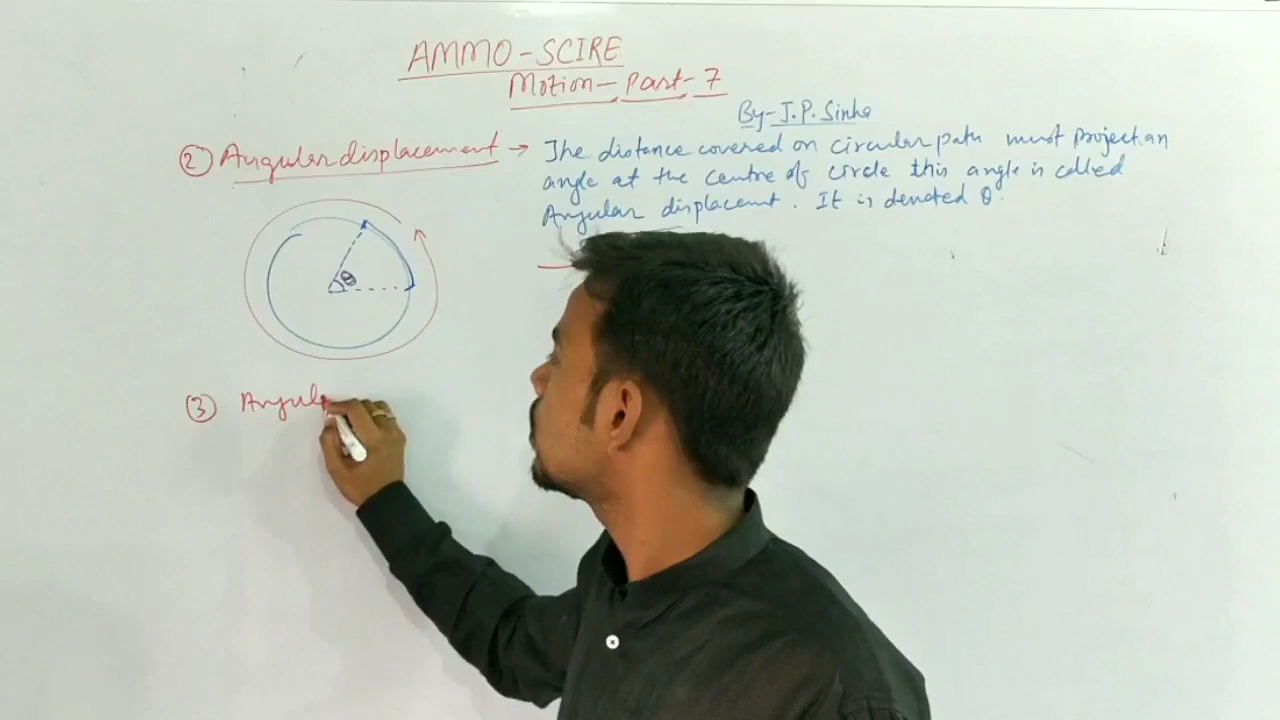 AMMO-SCIRE
Motion-Part-7
By-J.P. Sinha
② Angular displacement → The distance covered on circular path must project an
angle at the centre of circle this angle is called
Angular displacemt. It is denoted θ.
θ
③ Angul